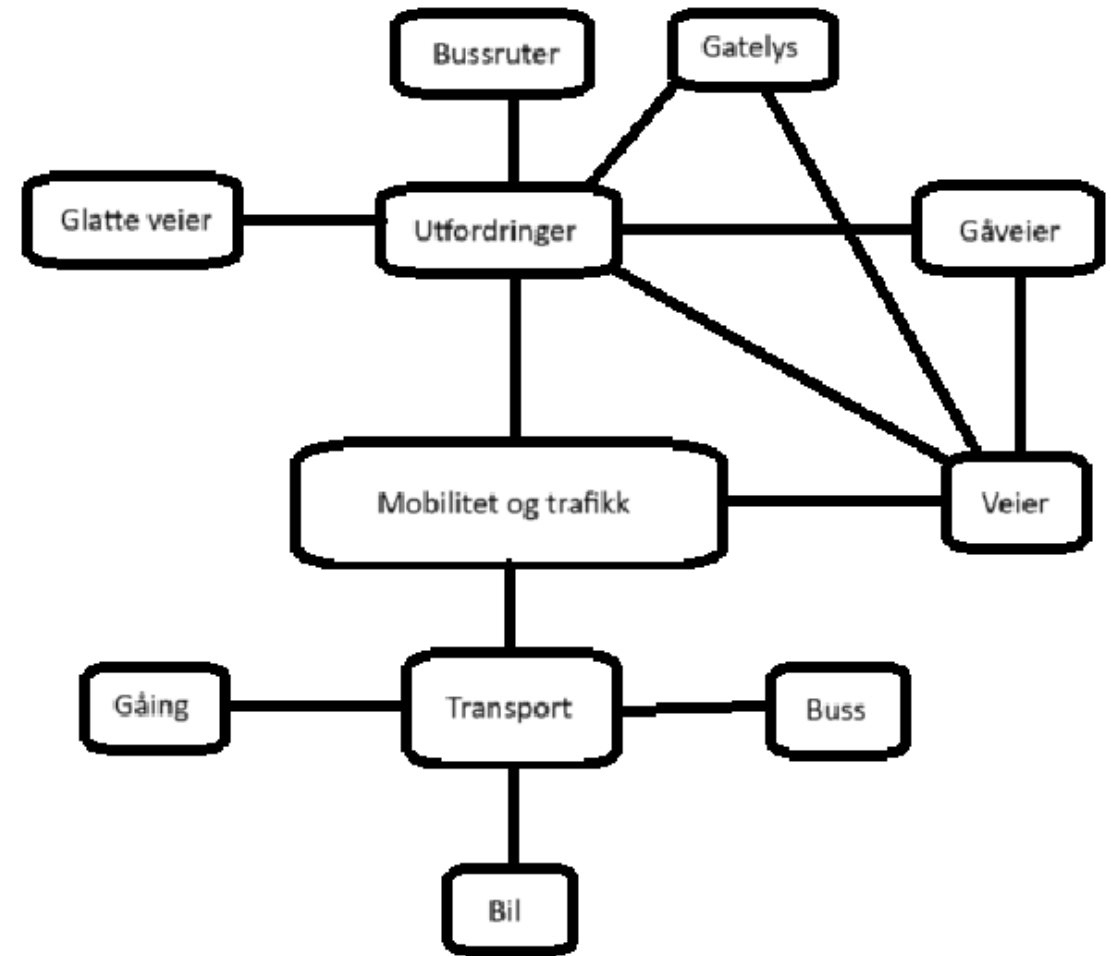 Bussruter
Gatelys
Glatte veier
Utfordringer
Gåveier
Mobilitet og trafikk
Veier
Gåing
Transport
Buss
Bil